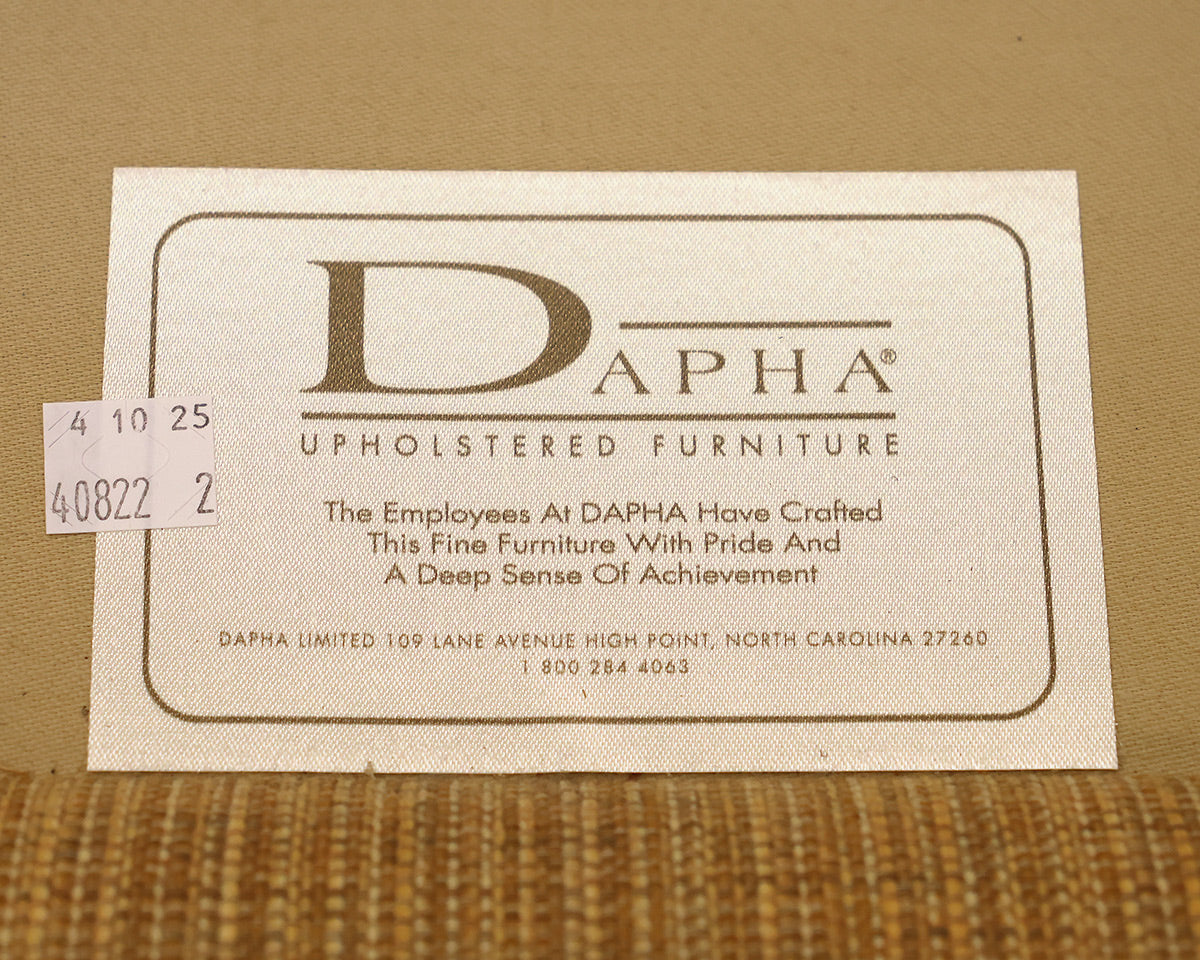 DAPHA®
UPHOLSTERED FURNITURE
4 10 25
40822 2
The Employees At DAPHA Have Crafted
This Fine Furniture With Pride And
A Deep Sense Of Achievement
DAPHA LIMITED 109 LANE AVENUE HIGH POINT, NORTH CAROLINA 27260
1 800 284 4063